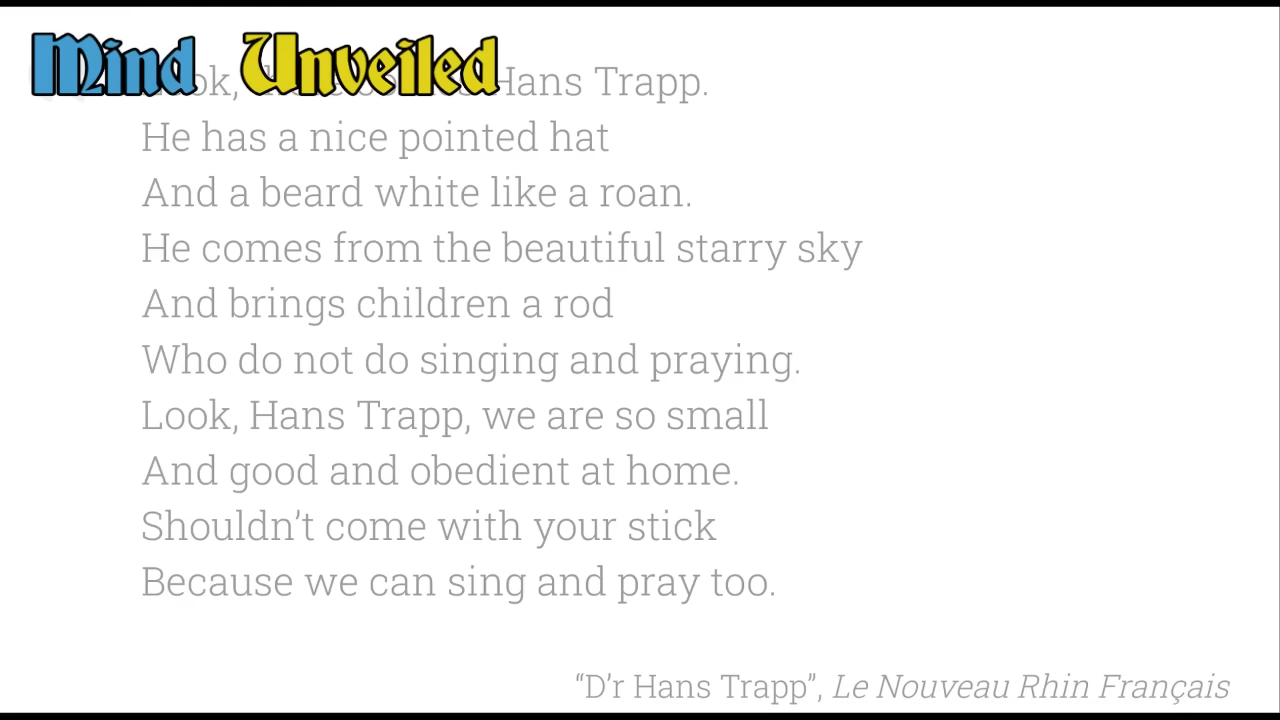 Mind Unveiled
Hans Trapp.
He has a nice pointed hat
And a beard white like a roan.
He comes from the beautiful starry sky
And brings children a rod
Who do not do singing and praying.
Look, Hans Trapp, we are so small
And good and obedient at home.
Shouldn’t come with your stick
Because we can sing and pray too.
“D’r Hans Trapp”, Le Nouveau Rhin Français